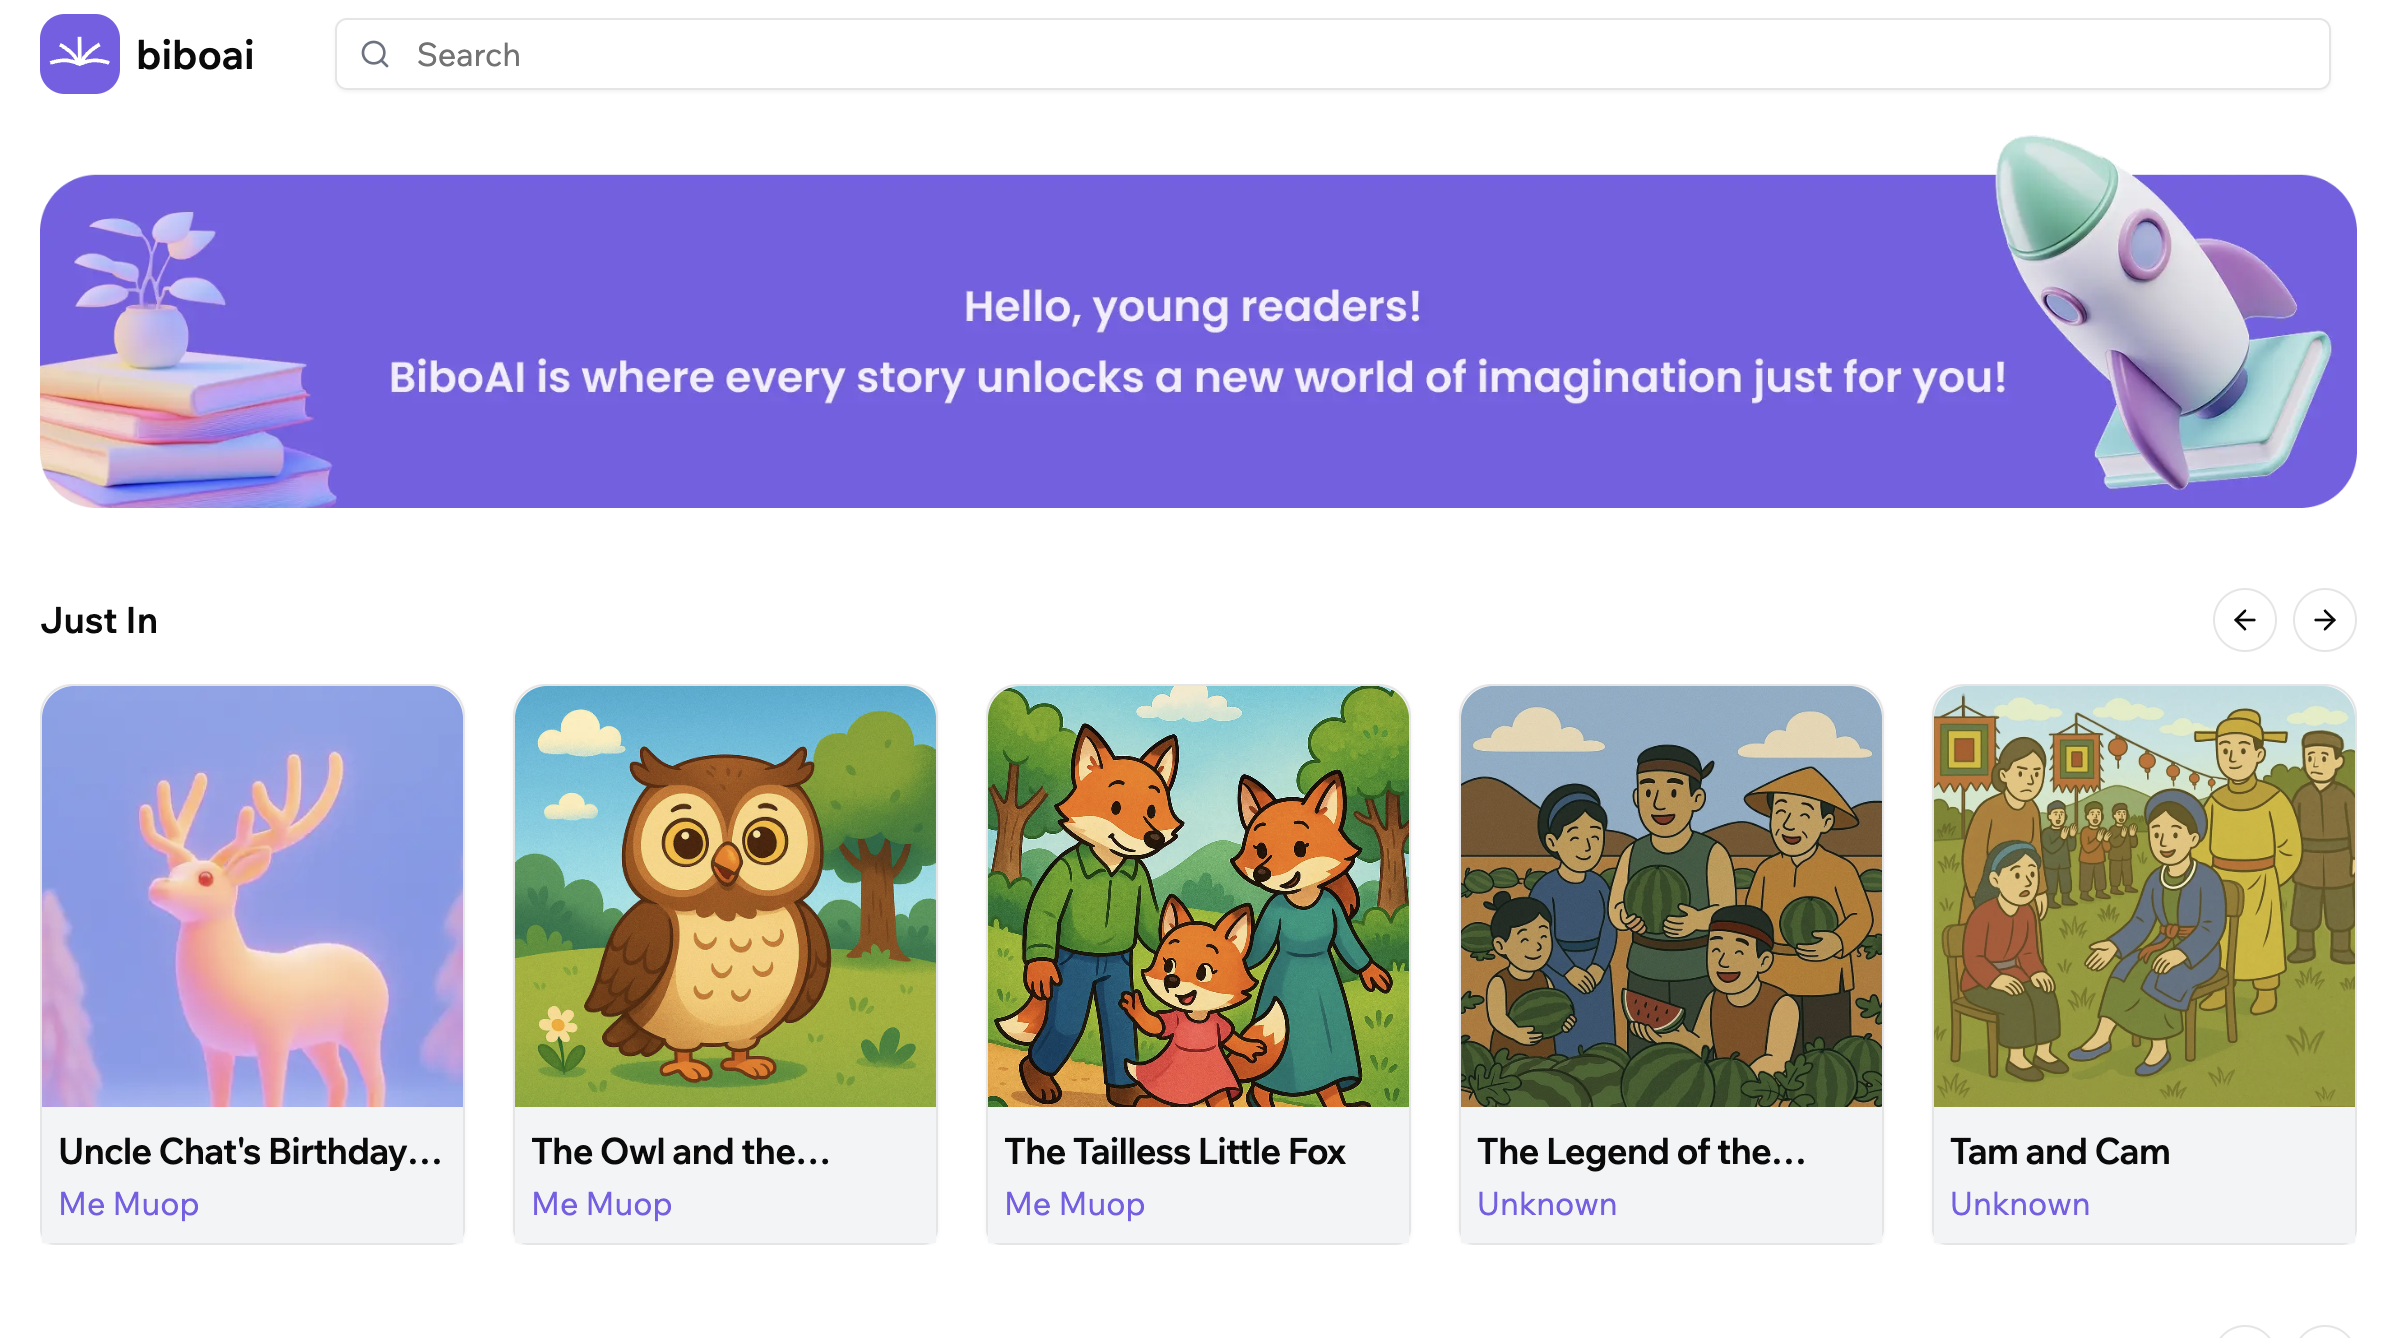 biboai
Search
Hello, young readers!
BiboAI is where every story unlocks a new world of imagination just for you!
Just In
Uncle Chat's Birthday...
Me Muop
The Owl and the...
Me Muop
The Tailless Little Fox
Me Muop
The Legend of the...
Unknown
Tam and Cam
Unknown